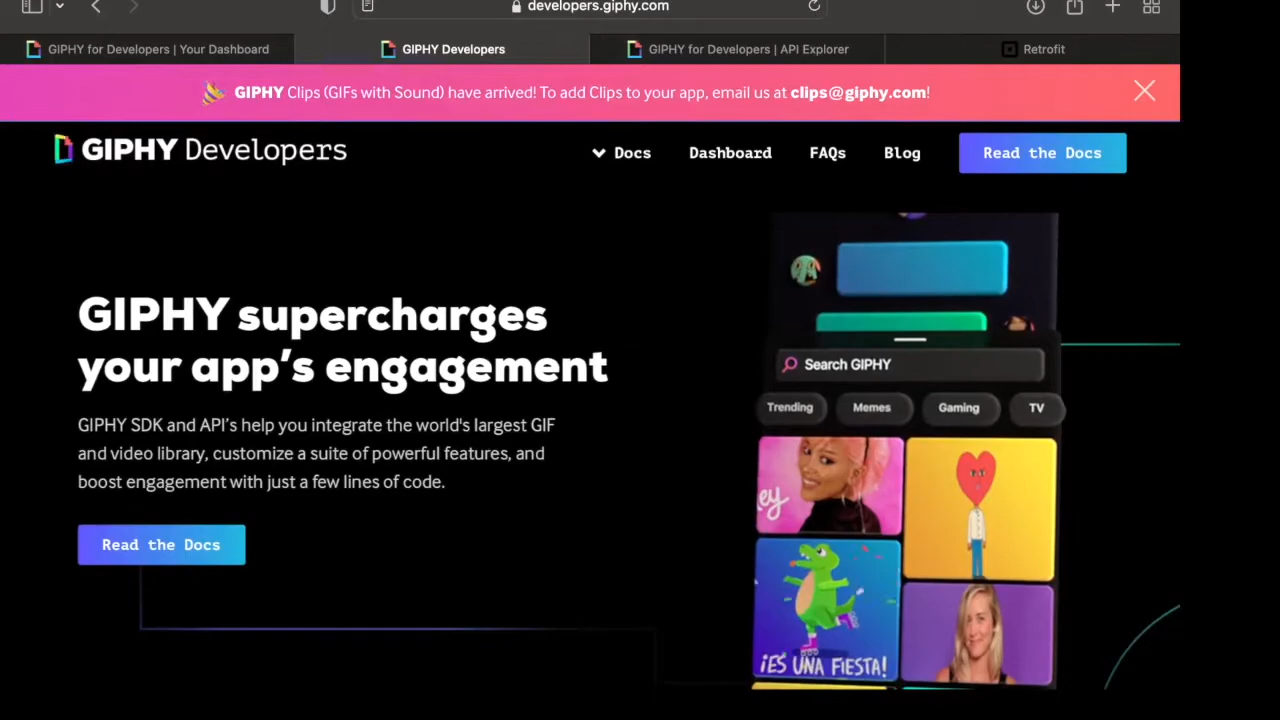 developers.giphy.com
GIPHY for Developers | Your Dashboard
GIPHY Developers
GIPHY for Developers | API Explorer
Retrofit
GIPHY Clips (GIFs with Sound) have arrived! To add Clips to your app, email us at clips@giphy.com!
GIPHY Developers
Docs
Dashboard
FAQs
Blog
Read the Docs
GIPHY supercharges
your app’s engagement
GIPHY SDK and API’s help you integrate the world's largest GIF
and video library, customize a suite of powerful features, and
boost engagement with just a few lines of code.
Read the Docs
Search GIPHY
Trending
Memes
Gaming
TV
ey
¡ES UNA FIESTA!